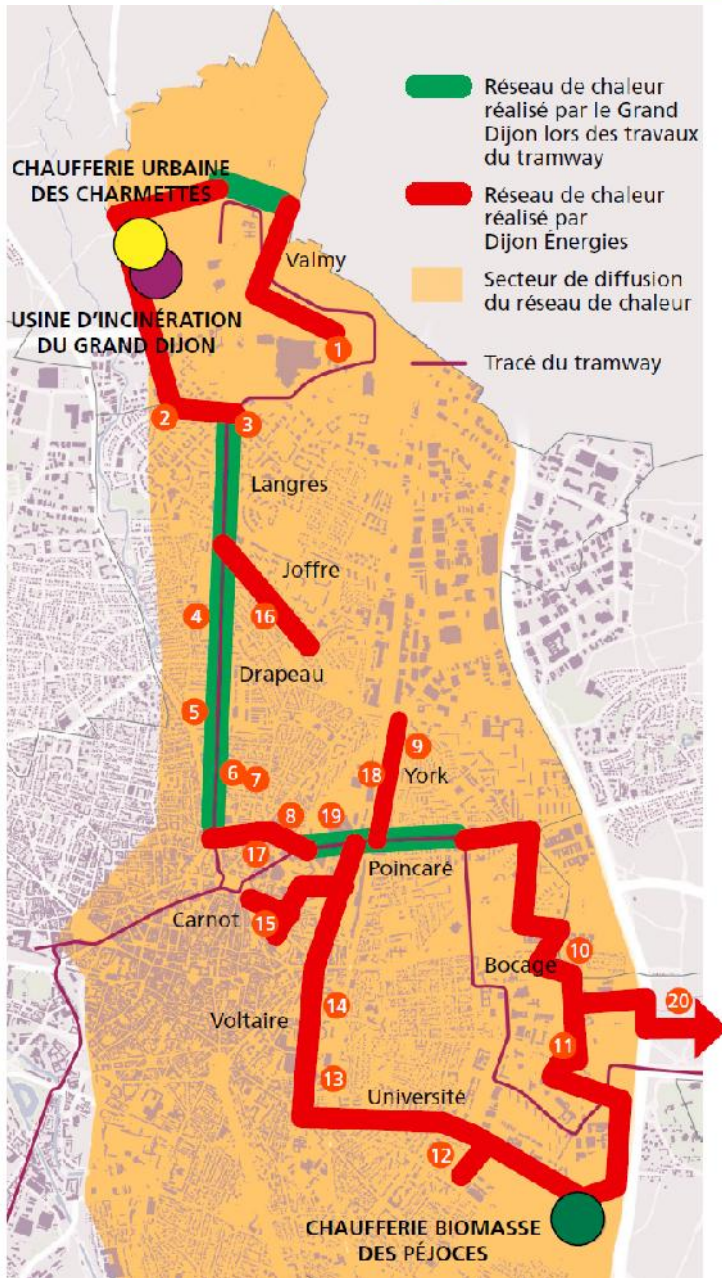 Réseau de chaleur
réalisé par le Grand
Dijon lors des travaux
du tramway
CHAUFFERIE URBAINE
DES CHARMETTES
Réseau de chaleur
réalisé par
Dijon Énergies
Valmy
Secteur de diffusion
du réseau de chaleur
USINE D'INCINÉRATION
DU GRAND DIJON
1
Tracé du tramway
2
3
Langres
Joffre
4
16
Drapeau
5
9
6
7
18
York
8
19
17
Poincaré
Carnot
15
10
Bocage
14
20
Voltaire
11
13
Université
12
CHAUFFERIE BIOMASSE
DES PÉJOCES